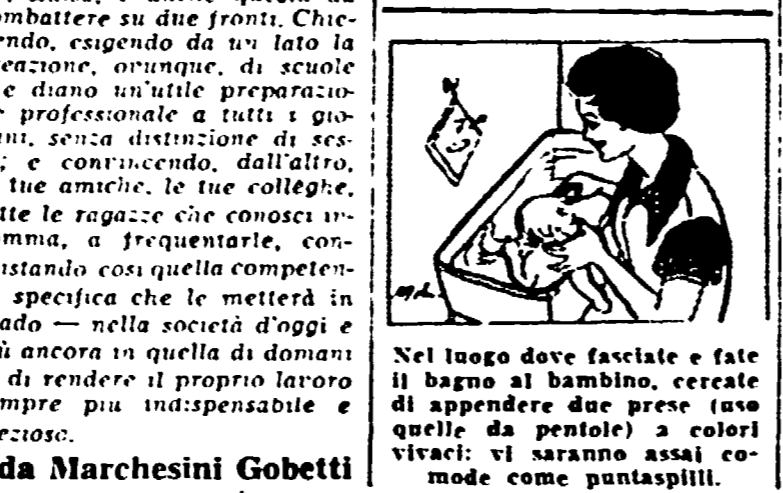 ombattere su due fronti. Chie-
endo, esigendo da un lato la
eazione, ovunque, di scuole
e diano un'utile preparazio-
e professionale a tutti i gio-
ani, senza distinzione di ses-
; e convincendo, dall'altro,
tue amiche, le tue colleghe,
tte le ragazze che conosci in-
omma, a frequentarle, con-
istando così quella competen-
specifica che le metterà in
ado — nella società d'oggi e
iù ancora in quella di domani
di rendere il proprio lavoro
empre più indispensabile e
ezioso.
da Marchesini Gobetti
Nel luogo dove fasciate e fate
il bagno al bambino, cercate
di appendere due prese (uso
quelle da pentole) a colori
vivaci: vi saranno assai co-
mode come puntaspilli.